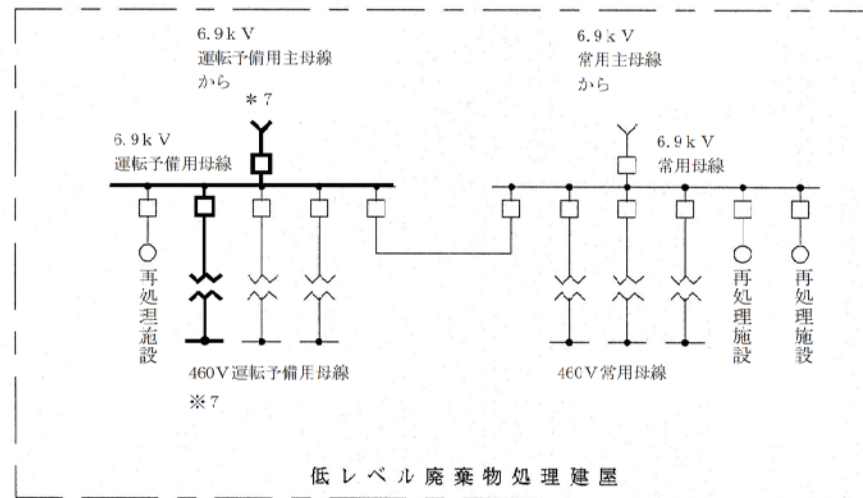 6.9kV
運転予備用主母線
から
＊7
6.9kV
常用主母線
から
6.9kV
運転予備用母線
6.9kV
常用母線
再処理施設
再処理施設
再処理施設
460V運転予備用母線
※7
460V常用母線
低レベル廃棄物処理建屋